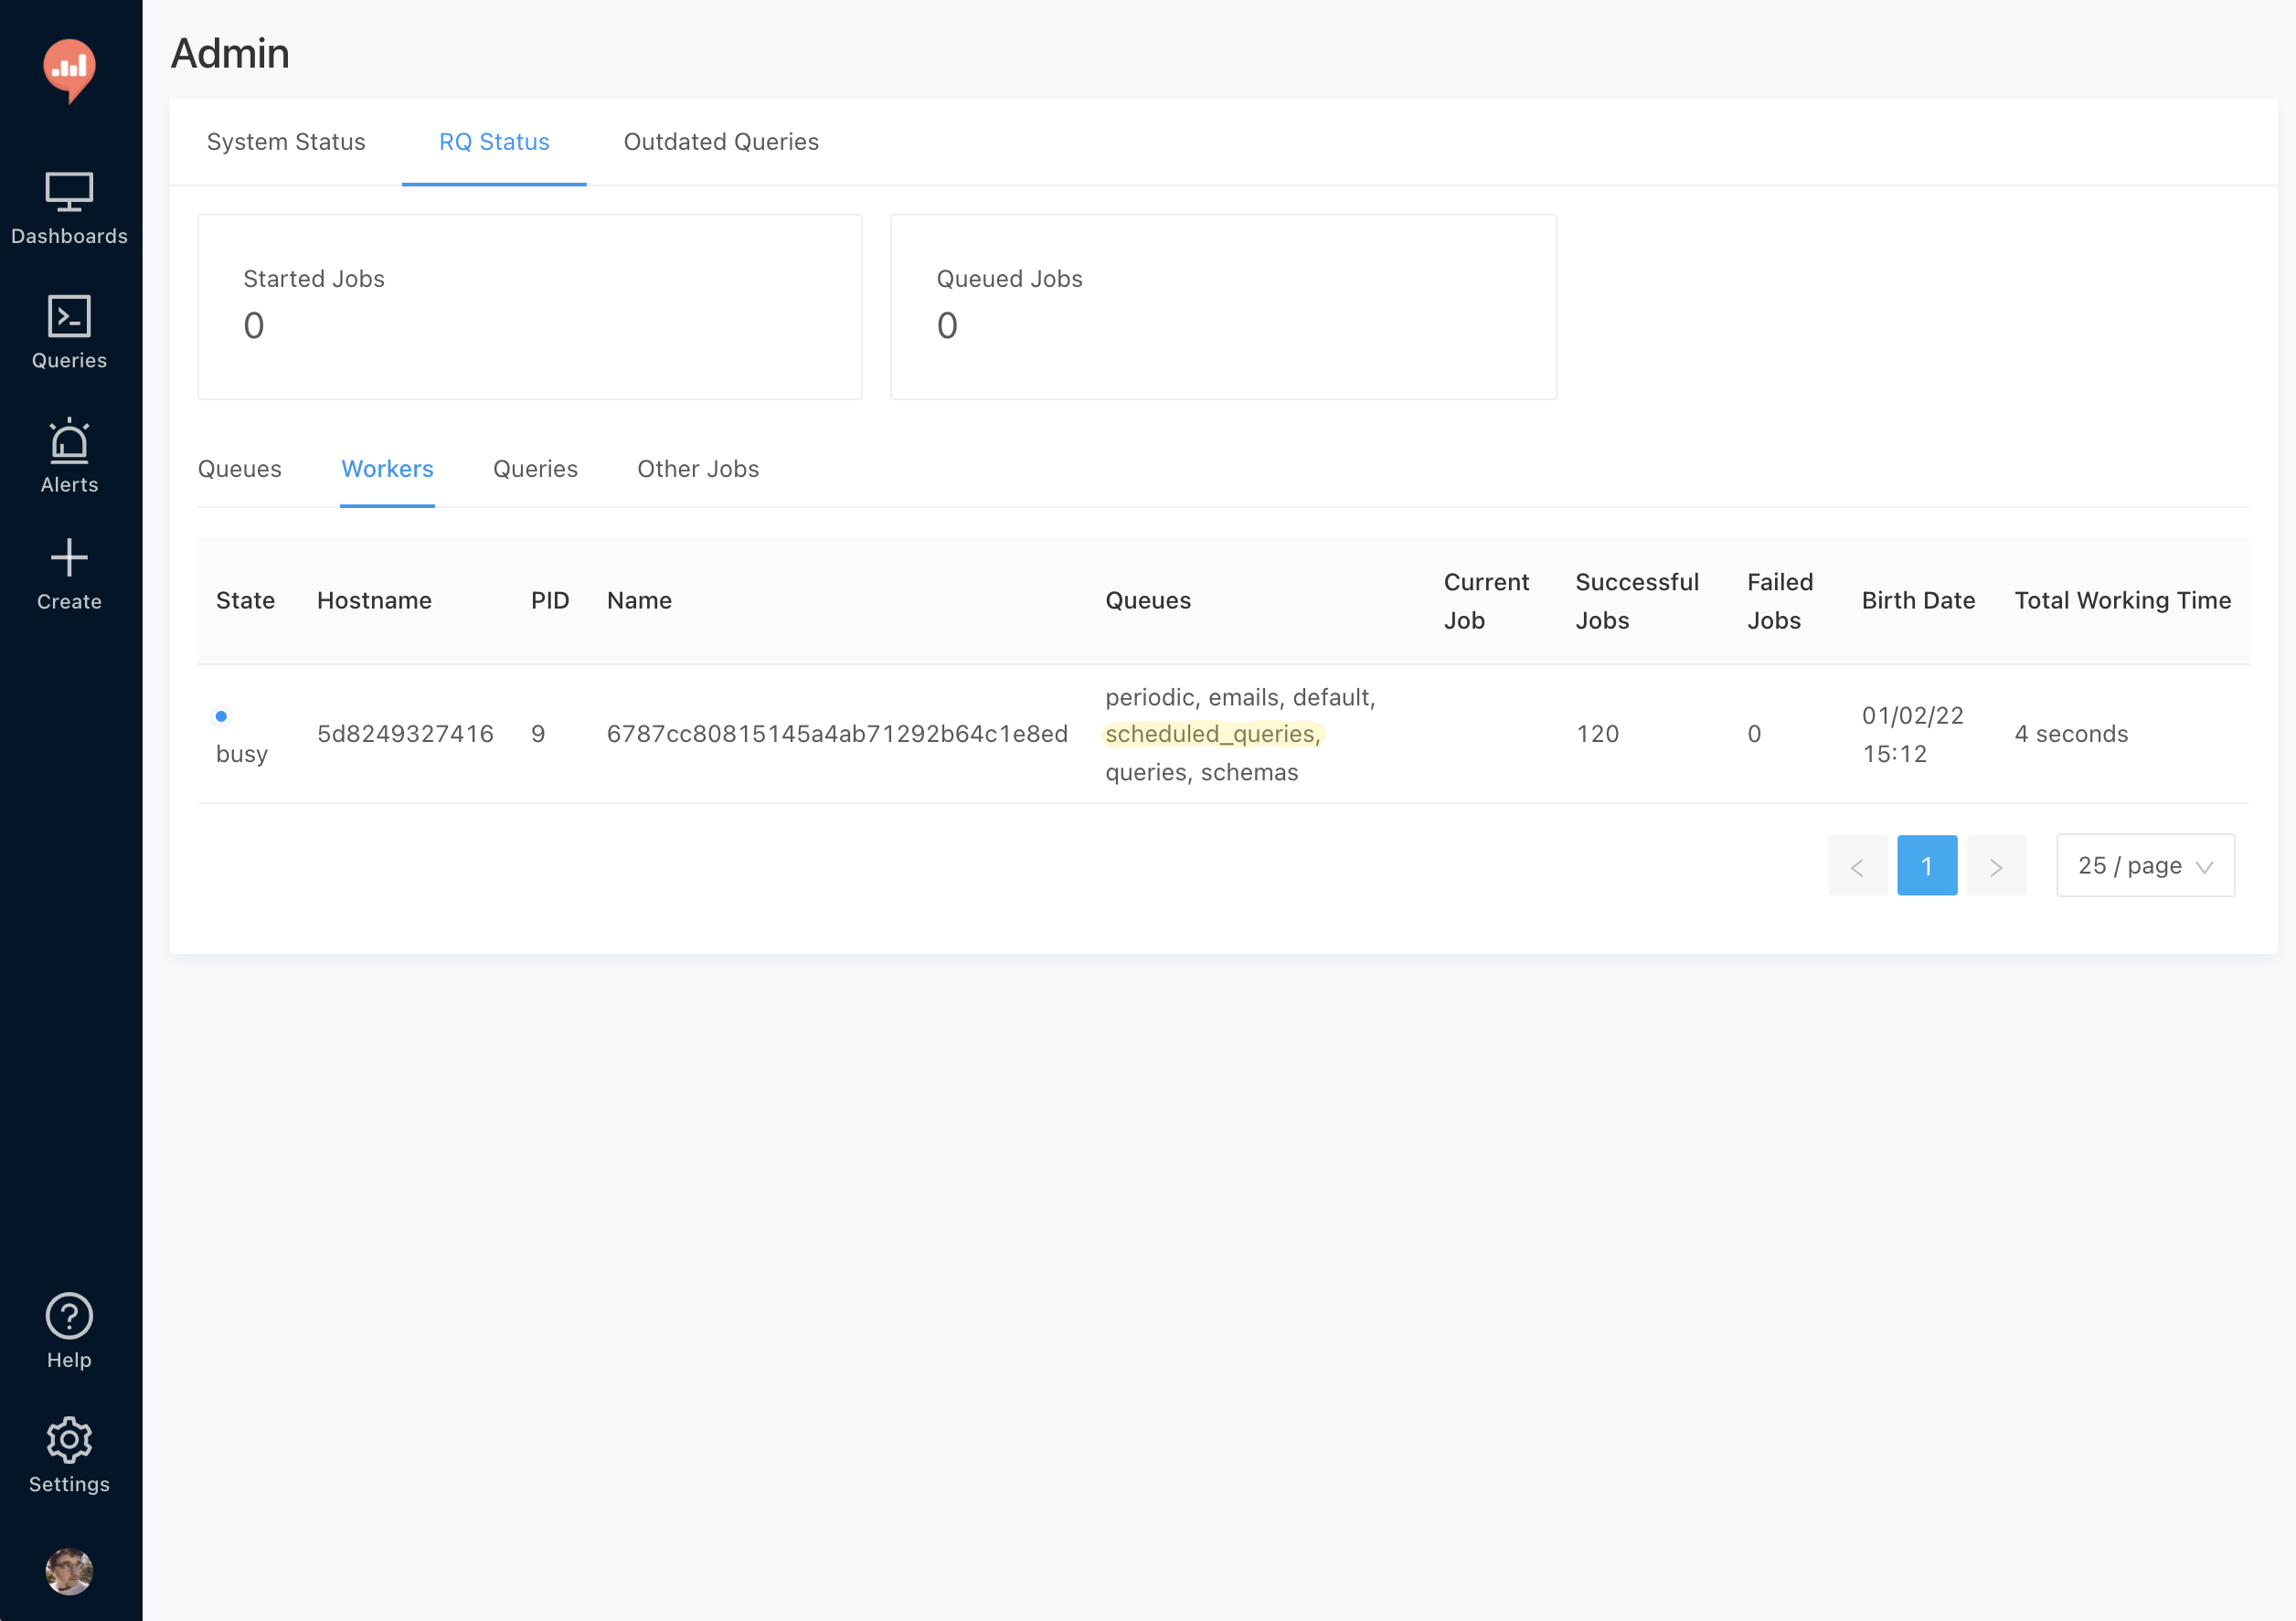 Admin
Dashboards
Queries
Alerts
Create
Help
Settings
System Status
RQ Status
Outdated Queries
Started Jobs
0
Queued Jobs
0
Queues
Workers
Queries
Other Jobs
State
Hostname
PID
Name
Queues
Current
Job
Successful
Jobs
Failed
Jobs
Birth Date
Total Working Time
busy
5d8249327416
9
6787cc80815145a4ab71292b64c1e8ed
periodic, emails, default,
scheduled_queries,
queries, schemas
120
0
01/02/22
15:12
4 seconds
1
25 / page